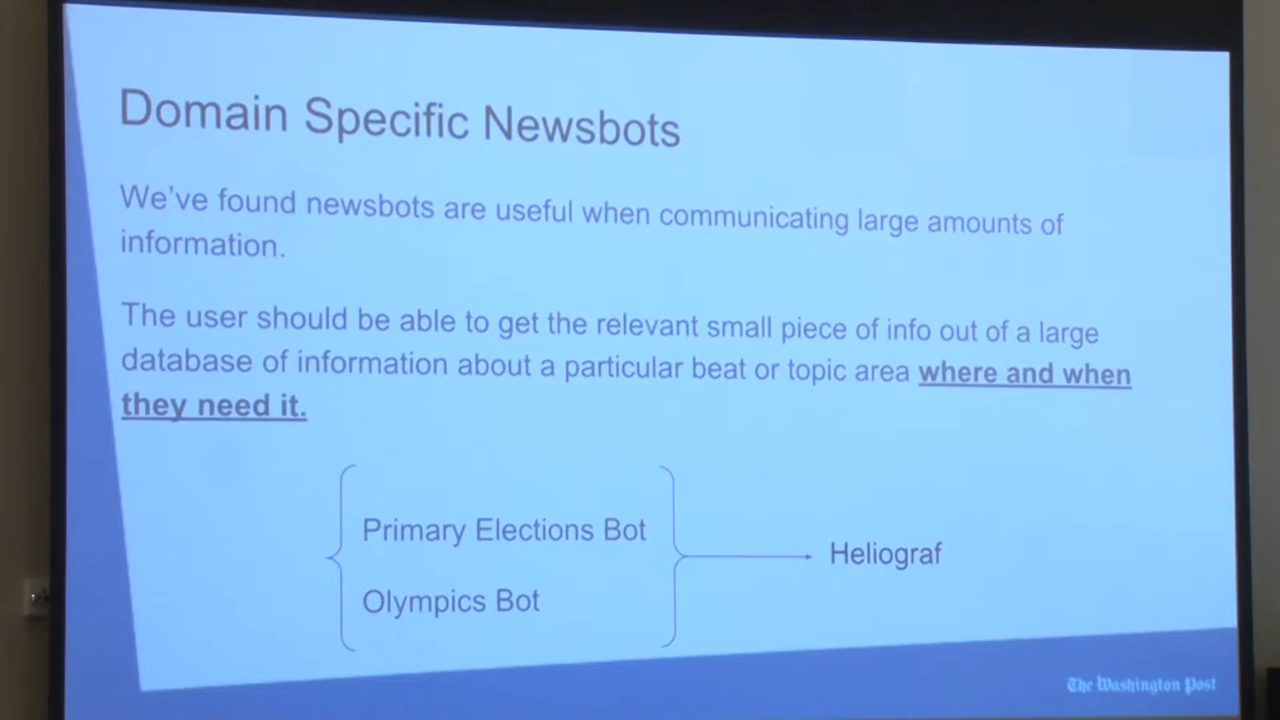 Domain Specific Newsbots
We've found newsbots are useful when communicating large amounts of
information.
The user should be able to get the relevant small piece of info out of a large
database of information about a particular beat or topic area where and when
they need it.
Primary Elections Bot
Olympics Bot
Heliograf
The Washington Post